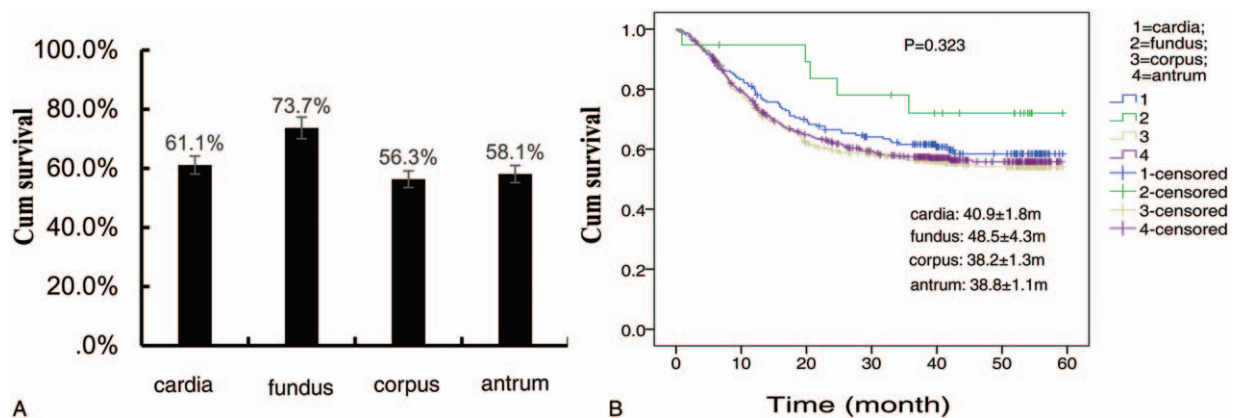 100.0%
80.0%
60.0%
40.0%
20.0%
.0%
Cum survival
61.1%
73.7%
56.3%
58.1%
cardia
fundus
corpus
antrum
A
1.0
0.8
0.6
0.4
0.2
0.0
Cum survival
P=0.323
cardia: 40.9±1.8m
fundus: 48.5±4.3m
corpus: 38.2±1.3m
antrum: 38.8±1.1m
0
10
20
30
40
50
60
Time (month)
B
1=cardia;
2=fundus;
3=corpus;
4=antrum
1
2
3
4
1-censored
2-censored
3-censored
4-censored